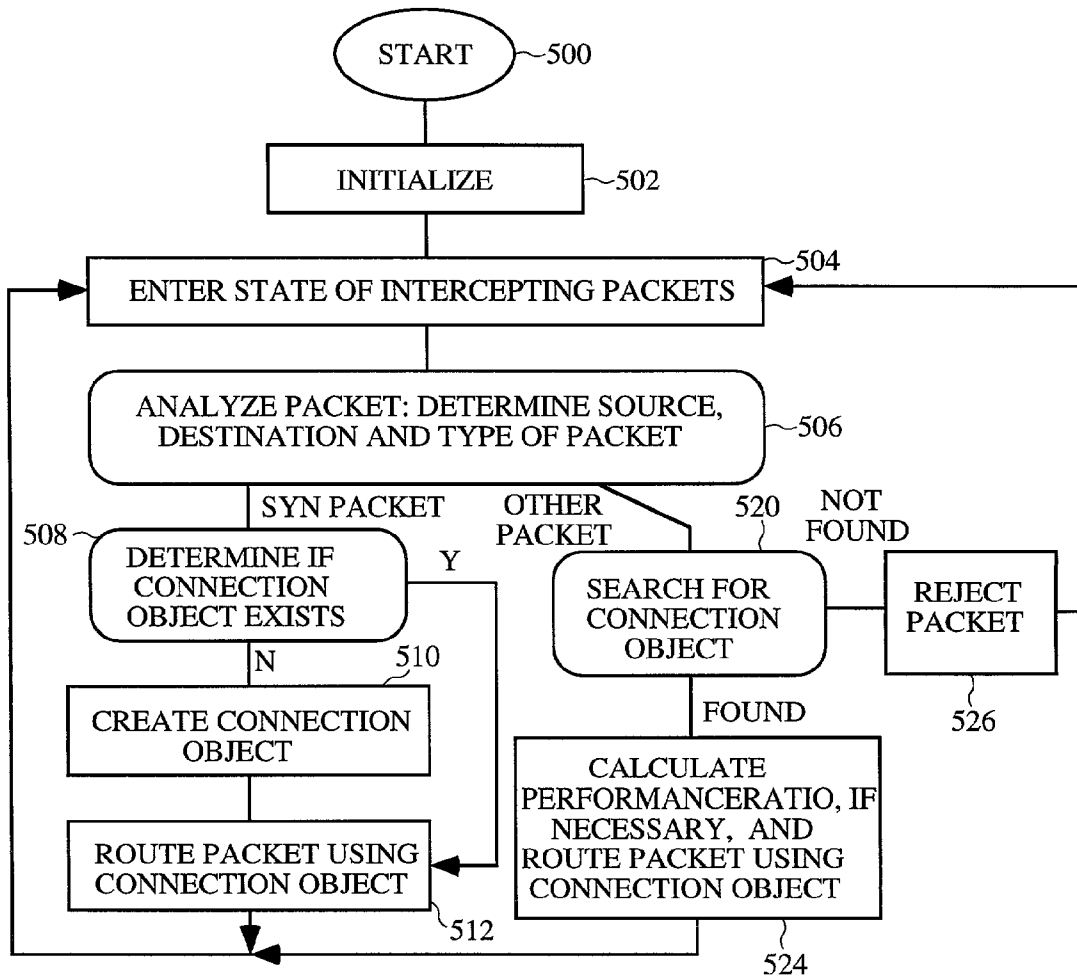 START
500
INITIALIZE
502
504
ENTER STATE OF INTERCEPTING PACKETS
ANALYZE PACKET: DETERMINE SOURCE,
DESTINATION AND TYPE OF PACKET
506
SYN PACKET
OTHER
PACKET
520
NOT
FOUND
508
DETERMINE IF
CONNECTION
OBJECT EXISTS
Y
SEARCH FOR
CONNECTION
OBJECT
REJECT
PACKET
526
N
510
CREATE CONNECTION
OBJECT
FOUND
CALCULATE
PERFORMANCERATIO, IF
NECESSARY, AND
ROUTE PACKET USING
CONNECTION OBJECT
ROUTE PACKET USING
CONNECTION OBJECT
512
524